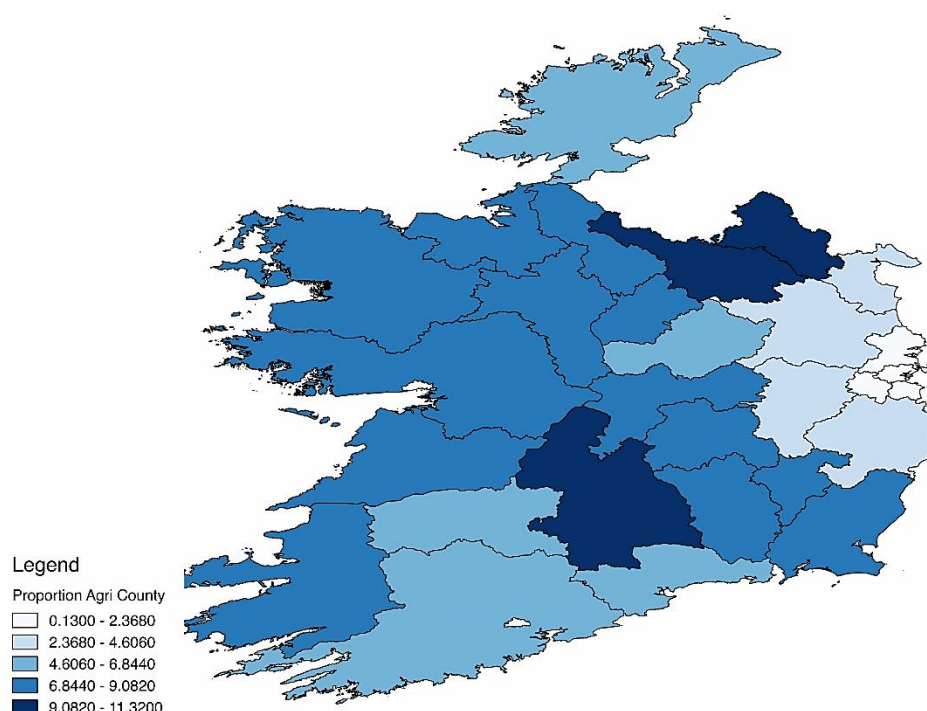 Legend
Proportion Agri County
0.1300 - 2.3680
2.3680 - 4.6060
4.6060 - 6.8440
6.8440 - 9.0820
9.0820 - 11.3200